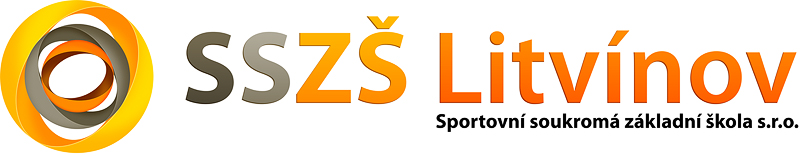 SSZŠ Litvínov
Sportovní soukromá základní škola s.r.o.